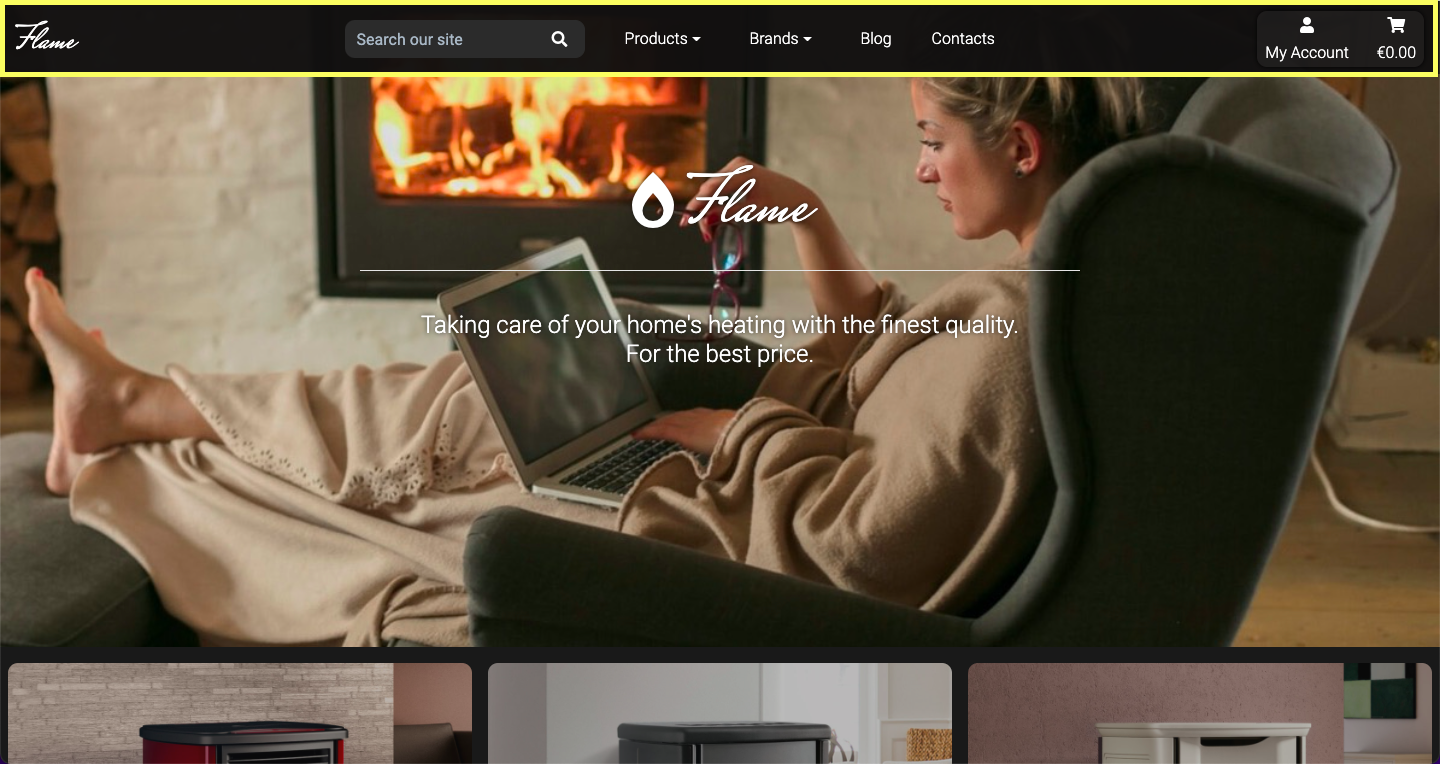 Flame
Search our site
Products
Brands
Blog
Contacts
My Account
€0.00
Flame
Taking care of your home's heating with the finest quality.
For the best price.